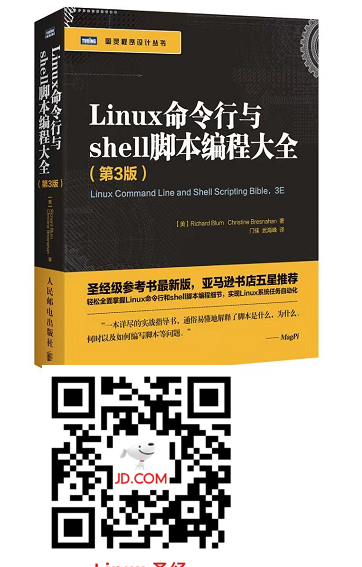 图灵程序设计丛书
Linux命令行与
shell脚本编程大全
(第3版)
Linux Command Line and Shell Scripting Bible, 3E
【美】Richard Blum Christine Bresnahan 著
门佳 武海峰 译
圣经级参考书最新版,亚马逊书店五星推荐
轻松全面掌握Linux命令行和shell脚本编程细节,实现Linux系统任务自动化
“一本详尽的实战指导书,通俗易懂地解释了脚本是什么,为什么、
何时以及如何编写脚本等问题。”
——MagPi
Linux命令行与
shell脚本编程大全
(第3版)
[美] Richard Blum
Christine Bresnahan 著
人民邮电出版社
JD.COM